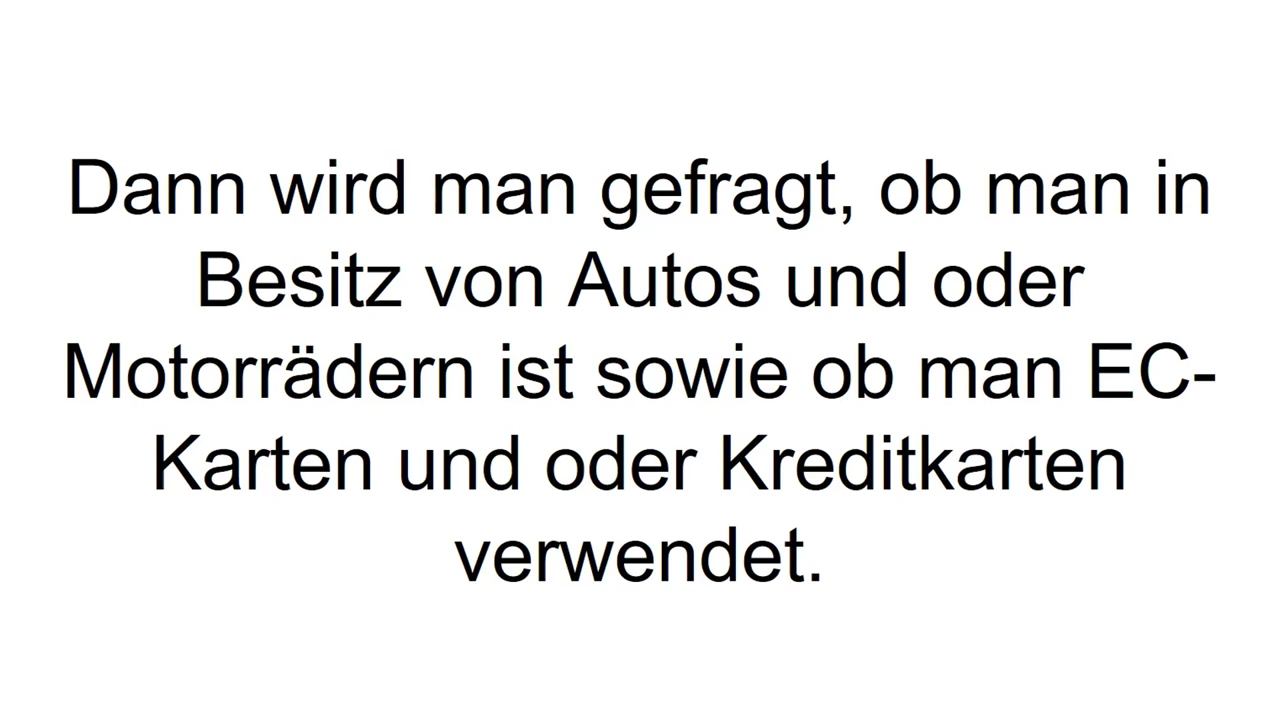 Dann wird man gefragt, ob man in
Besitz von Autos und oder
Motorrädern ist sowie ob man EC-
Karten und oder Kreditkarten
verwendet.